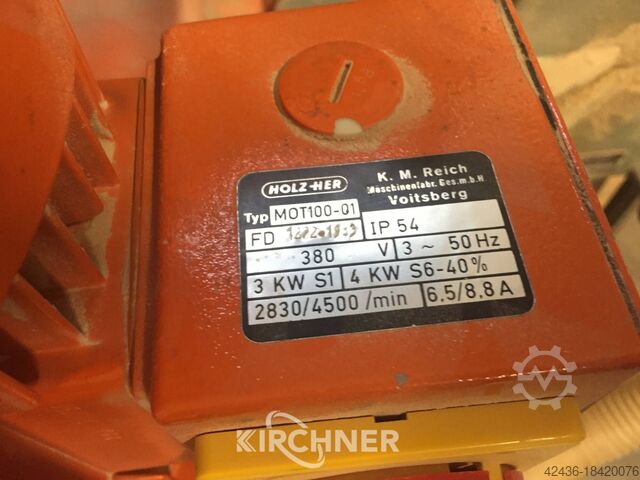 HOLZ-HER
K. M. Reich
Maschinenfabr. Ges.m.b.H.
Voitsberg
Typ MOT100-01
FD IP 54
380 V 3 ~ 50 Hz
3 KW S1 4 KW S6-40%
2830/4500 /min 6.5/8.8 A
KIRCHNER
42436-18420076